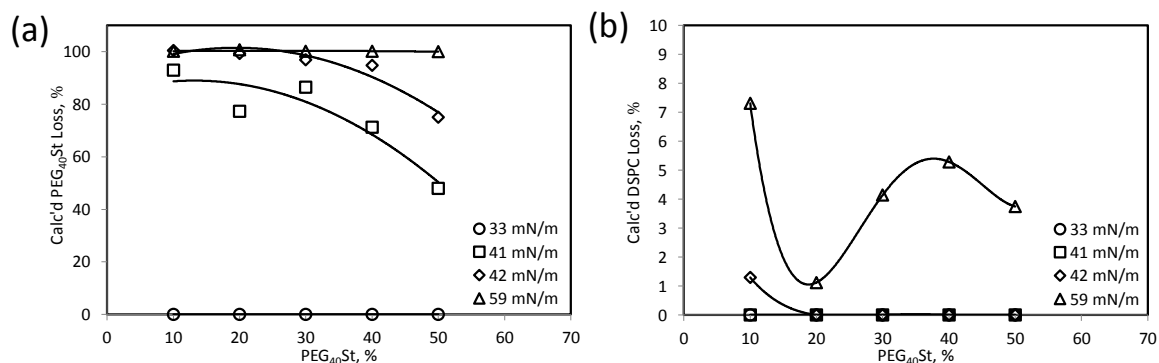 (a)
Calc'd PEG₄₀St Loss, %
100
80
60
40
20
0
0 10 20 30 40 50 60 70
PEG₄₀St, %
33 mN/m
41 mN/m
42 mN/m
59 mN/m
(b)
Calc'd DSPC Loss, %
10
9
8
7
6
5
4
3
2
1
0
0 10 20 30 40 50 60 70
PEG₄₀St, %
33 mN/m
41 mN/m
42 mN/m
59 mN/m